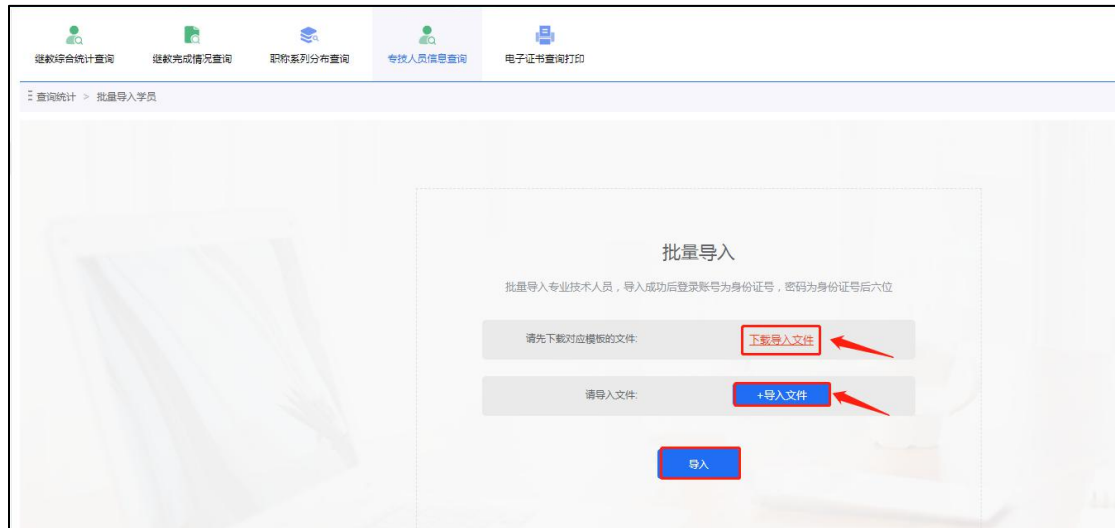 继教综合统计查询 继教完成情况查询 职称系列分布查询 专技人员信息查询 电子证书查询打印
查询统计 > 批量导入学员
批量导入
批量导入专业技术人员，导入成功后登录账号为身份证号，密码为身份证号后六位
请先下载对应模板的文件: 下载导入文件
请导入文件: +导入文件
导入